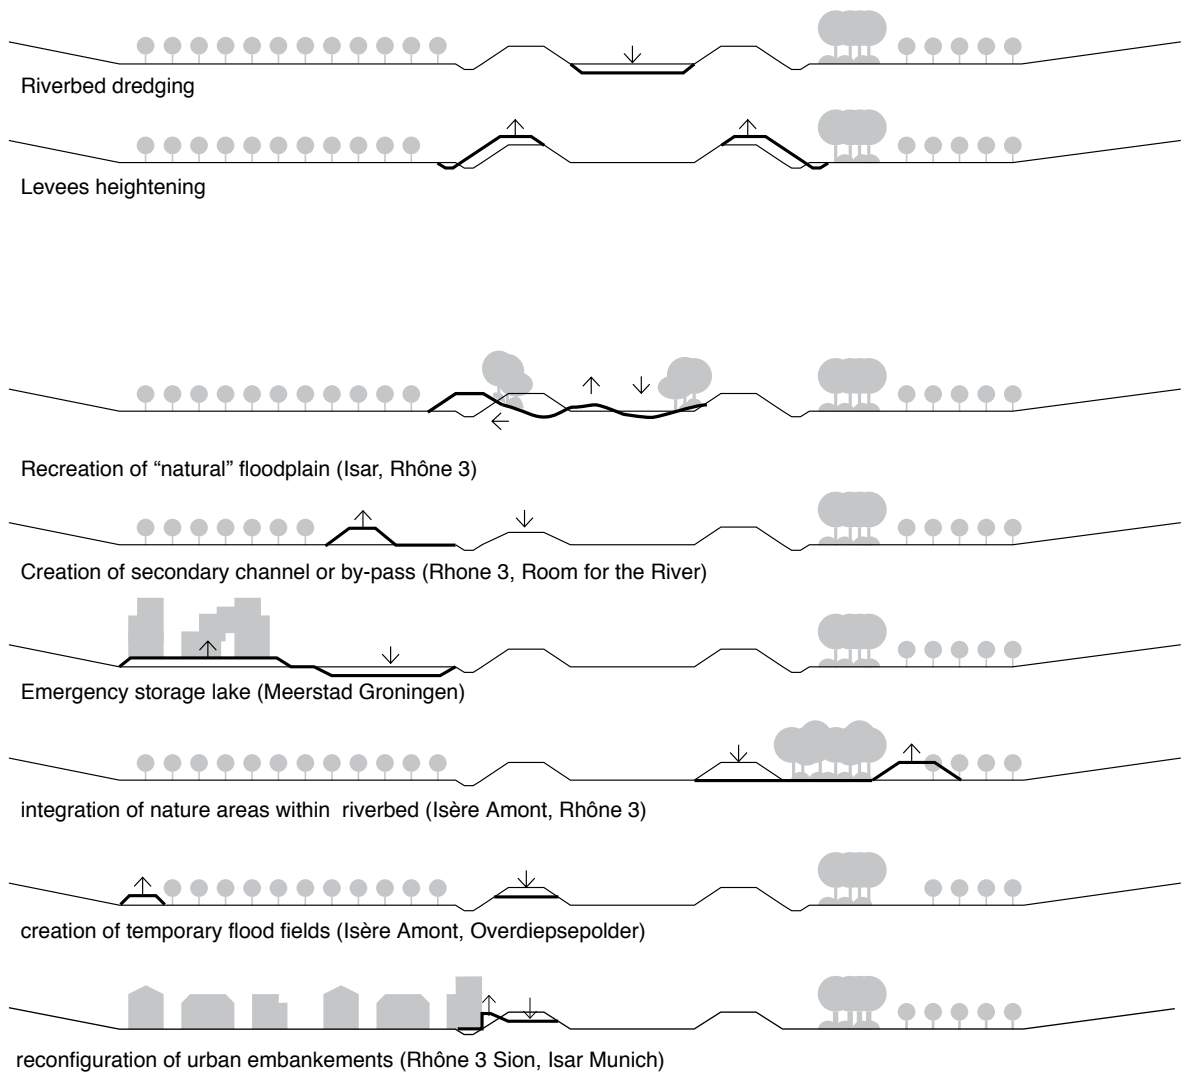 Riverbed dredging
Levees heightening
Recreation of “natural” floodplain (Isar, Rhône 3)
Creation of secondary channel or by-pass (Rhone 3, Room for the River)
Emergency storage lake (Meerstad Groningen)
integration of nature areas within  riverbed (Isère Amont, Rhône 3)
creation of temporary flood fields (Isère Amont, Overdiepsepolder)
reconfiguration of urban embankements (Rhône 3 Sion, Isar Munich)